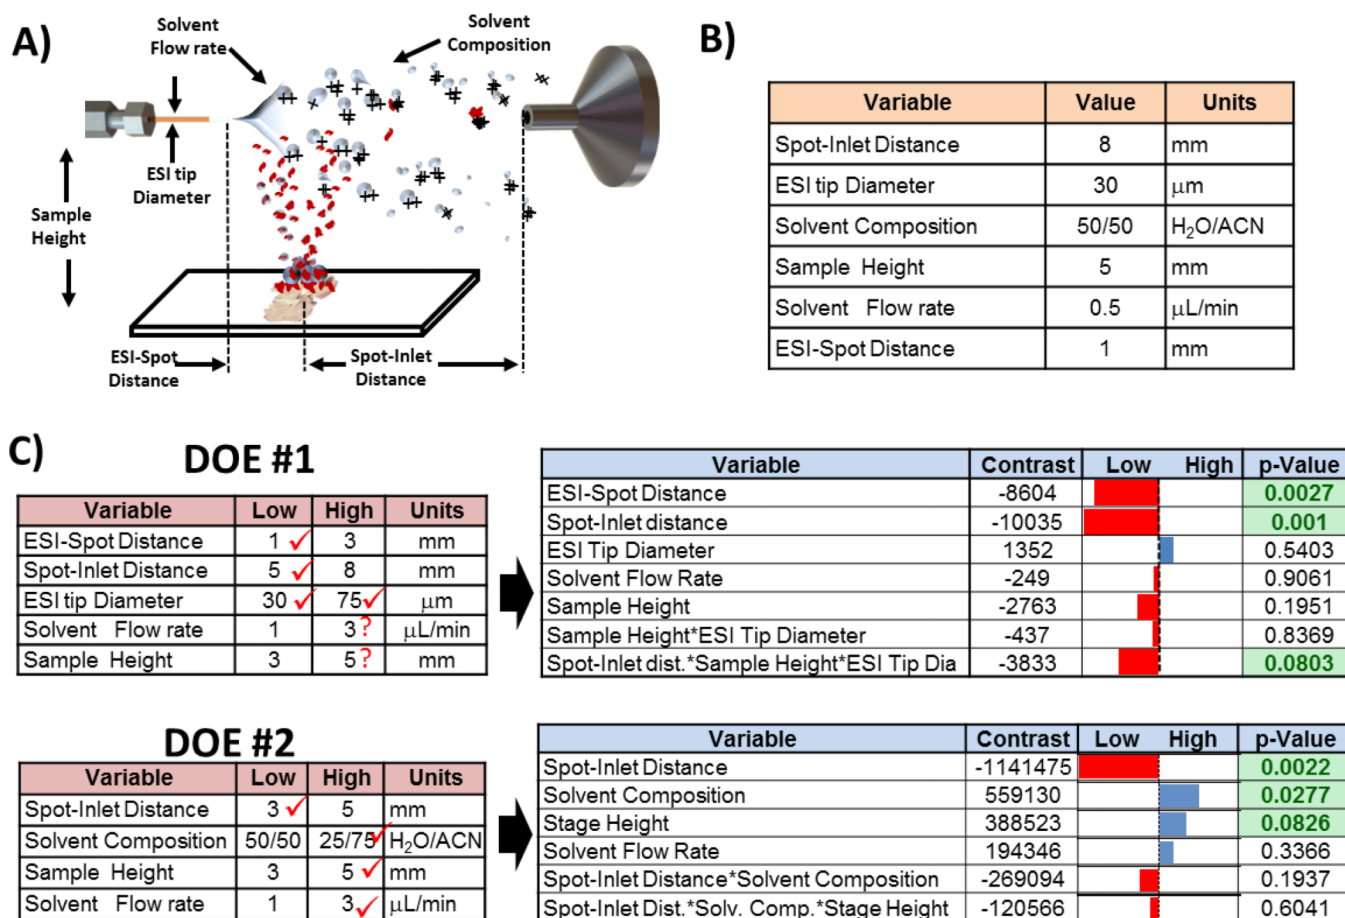 A)
Solvent
Flow rate
Solvent
Composition
ESI tip
Diameter
Sample
Height
ESI-Spot
Distance
Spot-Inlet
Distance
B)
Variable Value Units
Spot-Inlet Distance 8 mm
ESI tip Diameter 30 μm
Solvent Composition 50/50 H₂O/ACN
Sample Height 5 mm
Solvent Flow rate 0.5 μL/min
ESI-Spot Distance 1 mm
C)
DOE #1
Variable Low High Units
ESI-Spot Distance 1 ✓ 3 mm
Spot-Inlet Distance 5 ✓ 8 mm
ESI tip Diameter 30 ✓ 75 ✓ μm
Solvent Flow rate 1 3 ? μL/min
Sample Height 3 5 ? mm
Variable Contrast Low High p-Value
ESI-Spot Distance -8604 0.0027
Spot-Inlet distance -10035 0.001
ESI Tip Diameter 1352 0.5403
Solvent Flow Rate -249 0.9061
Sample Height -2763 0.1951
Sample Height*ESI Tip Diameter -437 0.8369
Spot-Inlet dist.*Sample Height*ESI Tip Dia -3833 0.0803
DOE #2
Variable Low High Units
Spot-Inlet Distance 3 ✓ 5 mm
Solvent Composition 50/50 25/75 ✓ H₂O/ACN
Sample Height 3 5 ✓ mm
Solvent Flow rate 1 3 ✓ μL/min
Variable Contrast Low High p-Value
Spot-Inlet Distance -1141475 0.0022
Solvent Composition 559130 0.0277
Stage Height 388523 0.0826
Solvent Flow Rate 194346 0.3366
Spot-Inlet Distance*Solvent Composition -269094 0.1937
Spot-Inlet Dist.*Solv. Comp.*Stage Height -120566 0.6041